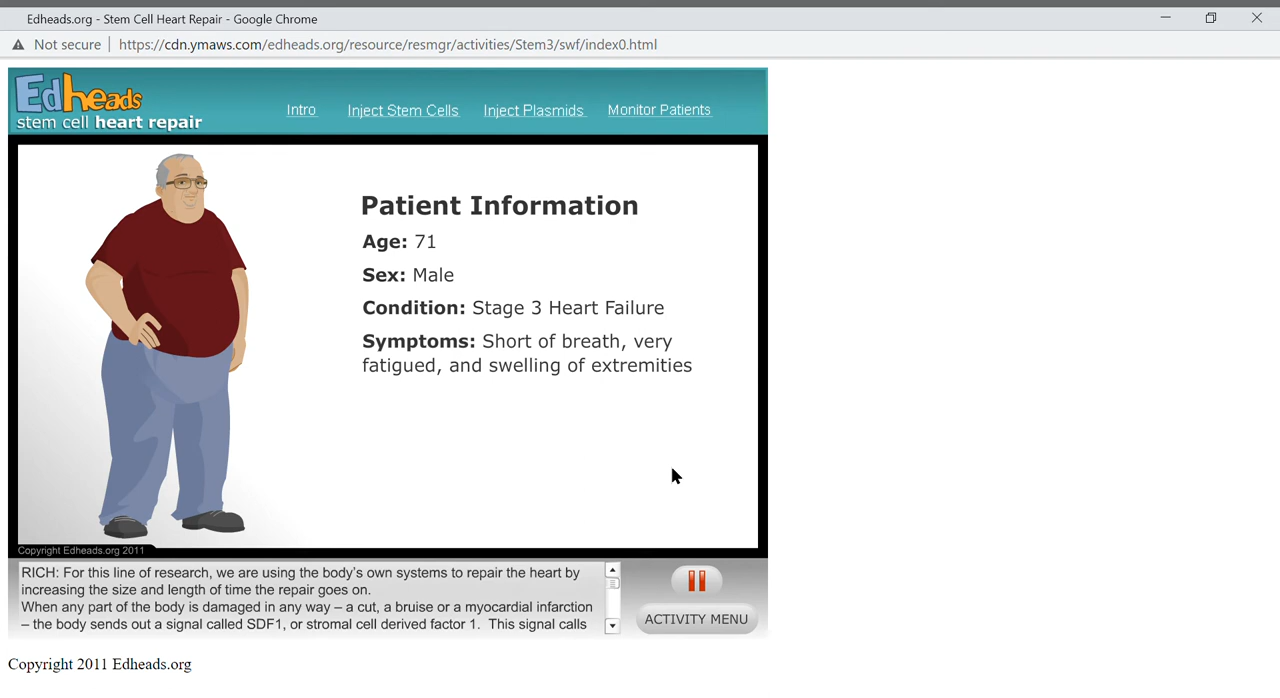 Edheads.org - Stem Cell Heart Repair - Google Chrome
Not secure | https://cdn.ymaws.com/edheads.org/resource/resmgr/activities/Stem3/swf/index0.html
Edheads
stem cell heart repair
Intro Inject Stem Cells Inject Plasmids Monitor Patients
Patient Information
Age: 71
Sex: Male
Condition: Stage 3 Heart Failure
Symptoms: Short of breath, very
fatigued, and swelling of extremities
Copyright Edheads.org 2011
RICH: For this line of research, we are using the body's own systems to repair the heart by
increasing the size and length of time the repair goes on.
When any part of the body is damaged in any way – a cut, a bruise or a myocardial infarction
– the body sends out a signal called SDF1, or stromal cell derived factor 1.  This signal calls
ACTIVITY MENU
Copyright 2011 Edheads.org